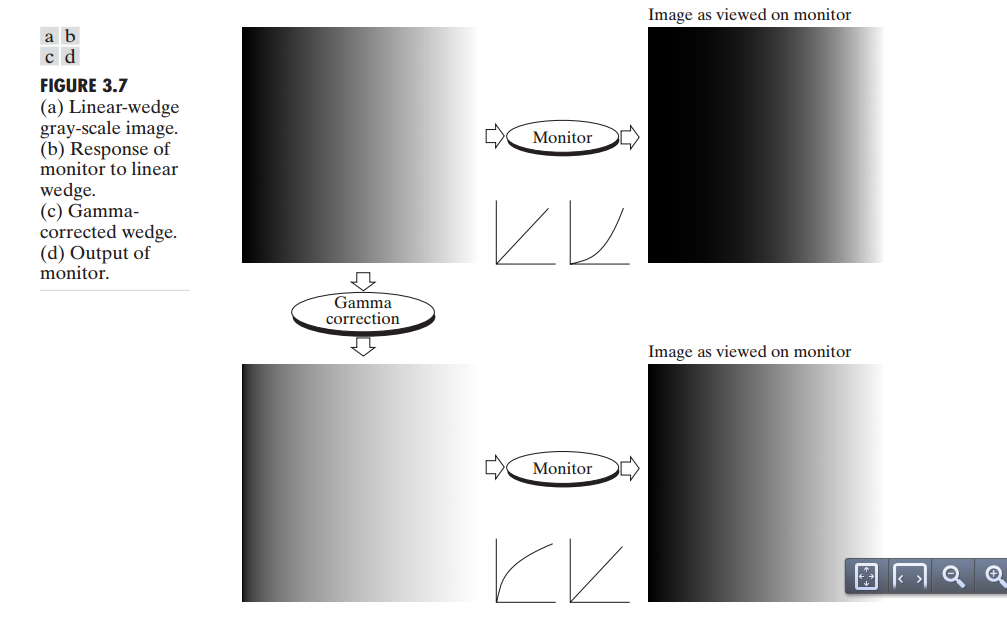 a b
c d
FIGURE 3.7
(a) Linear-wedge
gray-scale image.
(b) Response of
monitor to linear
wedge.
(c) Gamma-
corrected wedge.
(d) Output of
monitor.
Image as viewed on monitor
Monitor
Gamma
correction
Image as viewed on monitor
Monitor